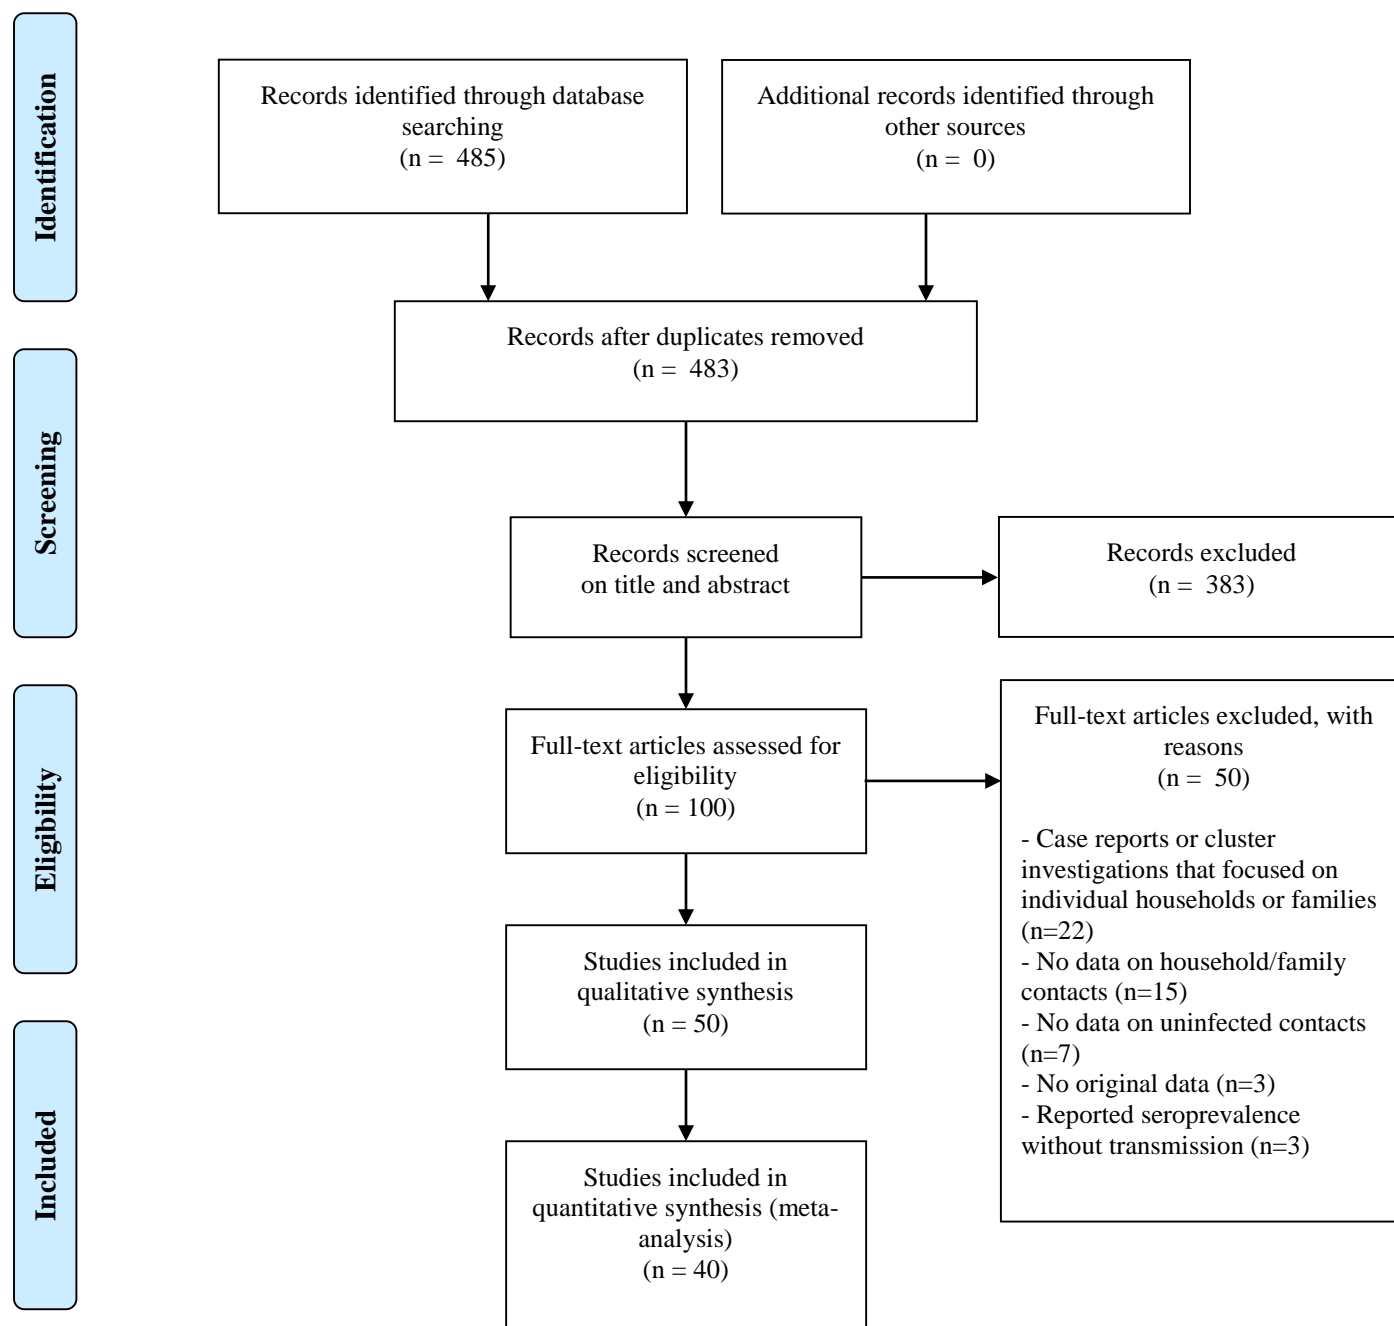 Identification
Records identified through database
searching
(n =  485)
Additional records identified through
other sources
(n =  0)
Records after duplicates removed
(n =  483)
Screening
Records screened
on title and abstract
Records excluded
(n =  383)
Eligibility
Full-text articles assessed for
eligibility
(n = 100)
Full-text articles excluded, with
reasons
(n =  50)
- Case reports or cluster
investigations that focused on
individual households or families
(n=22)
- No data on household/family
contacts (n=15)
- No data on uninfected contacts
(n=7)
- No original data (n=3)
- Reported seroprevalence
without transmission (n=3)
Studies included in
qualitative synthesis
(n = 50)
Included
Studies included in
quantitative synthesis (meta-
analysis)
(n = 40)